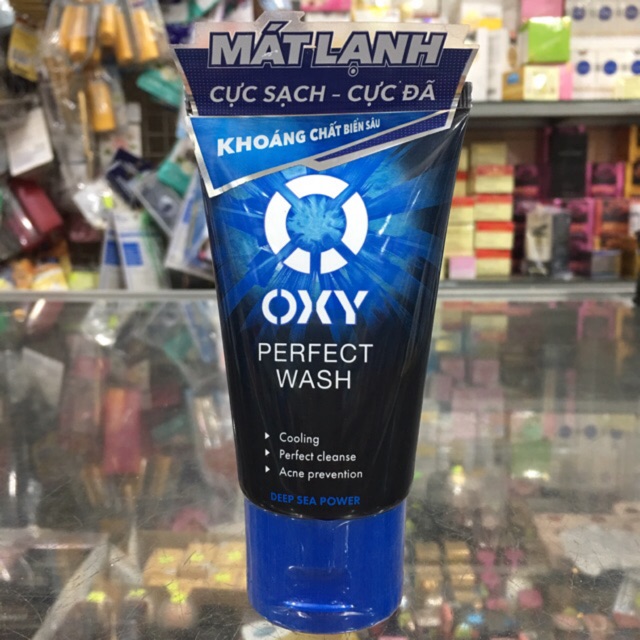 MÁT LẠNH
CỰC SẠCH - CỰC ĐÃ
KHOÁNG CHẤT BIỂN SÂU
OXY
PERFECT
WASH
Cooling
Perfect cleanse
Acne prevention
DEEP SEA POWER